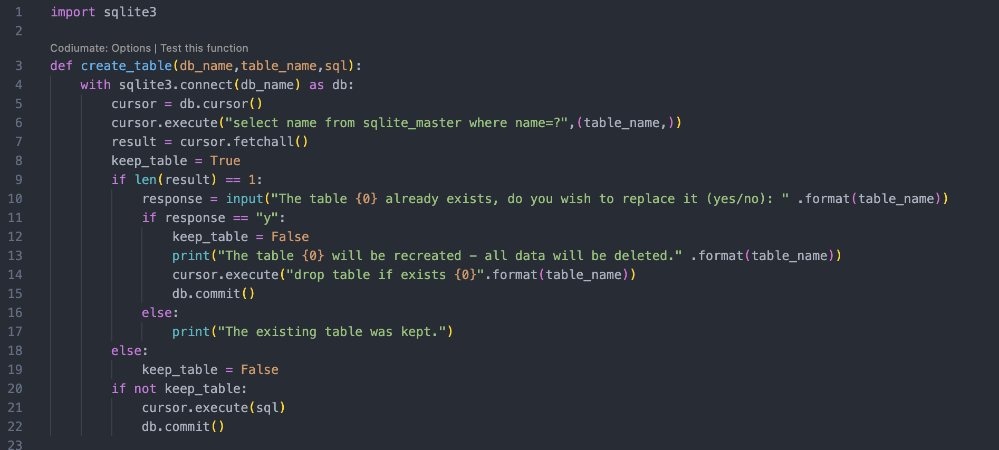 1 import sqlite3
2
Codiumate: Options | Test this function
3 def create_table(db_name,table_name,sql):
4     with sqlite3.connect(db_name) as db:
5         cursor = db.cursor()
6         cursor.execute("select name from sqlite_master where name=?",(table_name,))
7         result = cursor.fetchall()
8         keep_table = True
9         if len(result) == 1:
10             response = input("The table {0} already exists, do you wish to replace it (yes/no): " .format(table_name))
11             if response == "y":
12                 keep_table = False
13                 print("The table {0} will be recreated – all data will be deleted." .format(table_name))
14                 cursor.execute("drop table if exists {0}".format(table_name))
15                 db.commit()
16             else:
17                 print("The existing table was kept.")
18         else:
19             keep_table = False
20         if not keep_table:
21             cursor.execute(sql)
22             db.commit()
23